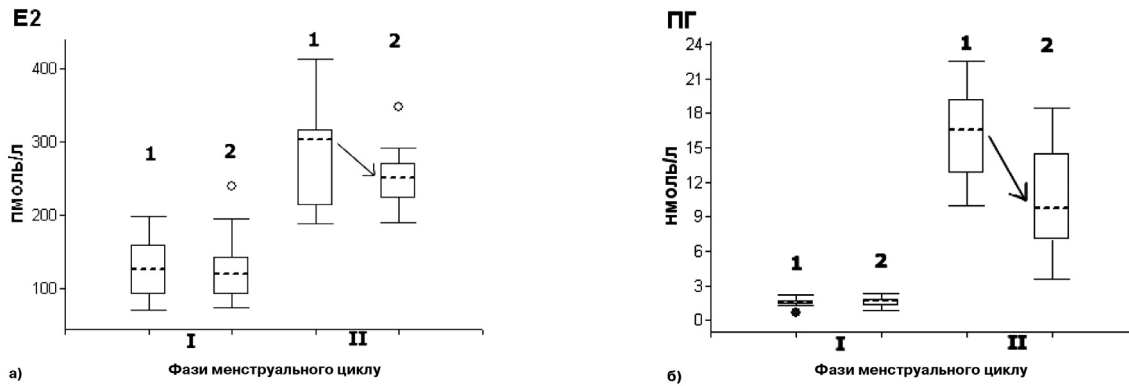 E2
400
300
200
100
пмоль/л
1
2
1
2
I
II
Фази менструального циклу
а)
ПГ
24
21
18
15
12
9
6
3
0
нмоль/л
1
2
1
2
I
II
Фази менструального циклу
б)